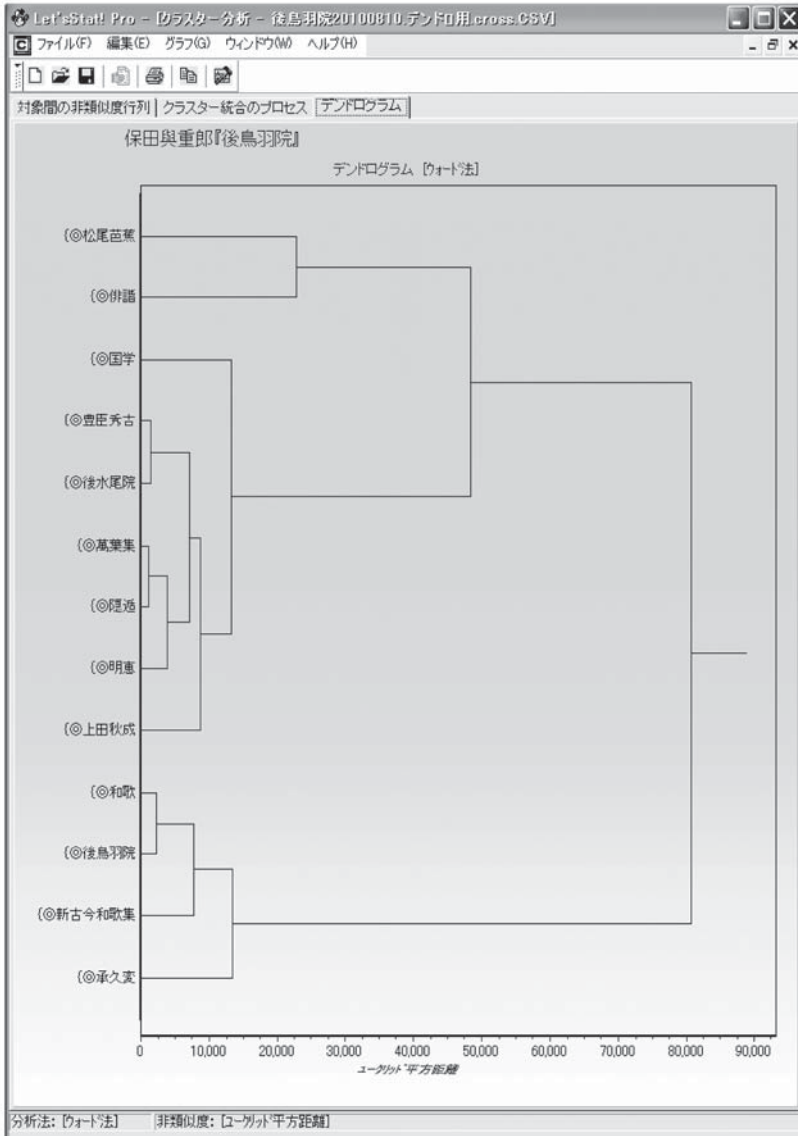 Let'sStat! Pro - [クラスター分析 - 後鳥羽院20100810.デンドロ用.cross.CSV]
C ファイル(F) 編集(E) グラフ(G) ウィンドウ(W) ヘルプ(H)
対象間の非類似度行列 クラスター統合のプロセス デンドログラム
保田與重郎『後鳥羽院』
デンドログラム [ウォード法]
{◎松尾芭蕉
{◎俳諧
{◎国学
{◎豊臣秀吉
{◎後水尾院
{◎萬葉集
{◎隠遁
{◎明恵
{◎上田秋成
{◎和歌
{◎後鳥羽院
{◎新古今和歌集
{◎承久変
0 10,000 20,000 30,000 40,000 50,000 60,000 70,000 80,000 90,000
ユークリッド平方距離
分析法: [ウォード法] 非類似度: [ユークリッド平方距離]